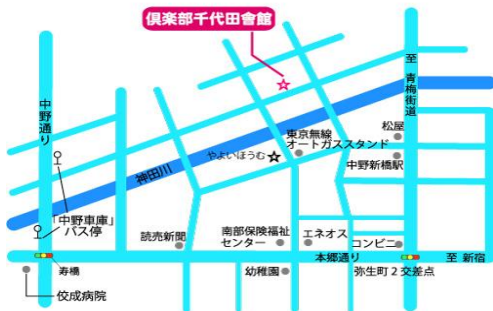 倶楽部千代田會館
至 青梅街道
中野通り
松屋
東京無線
オートガススタンド
やよいほうむ
中野新橋駅
神田川
「中野車庫」
バス停
読売新聞
南部保険福祉
センター
エネオス
コンビニ
本郷通り
至 新宿
寿橋
幼稚園
弥生町2交差点
佼成病院